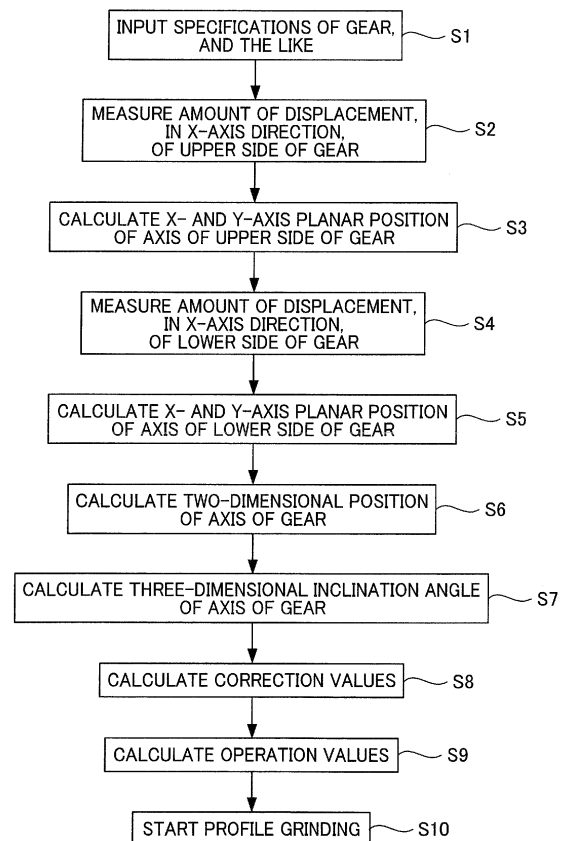 INPUT SPECIFICATIONS OF GEAR,
AND THE LIKE
S1
MEASURE AMOUNT OF DISPLACEMENT,
IN X-AXIS DIRECTION,
OF UPPER SIDE OF GEAR
S2
CALCULATE X- AND Y-AXIS PLANAR POSITION
OF AXIS OF UPPER SIDE OF GEAR
S3
MEASURE AMOUNT OF DISPLACEMENT,
IN X-AXIS DIRECTION,
OF LOWER SIDE OF GEAR
S4
CALCULATE X- AND Y-AXIS PLANAR POSITION
OF AXIS OF LOWER SIDE OF GEAR
S5
CALCULATE TWO-DIMENSIONAL POSITION
OF AXIS OF GEAR
S6
CALCULATE THREE-DIMENSIONAL INCLINATION ANGLE
OF AXIS OF GEAR
S7
CALCULATE CORRECTION VALUES
S8
CALCULATE OPERATION VALUES
S9
START PROFILE GRINDING
S10